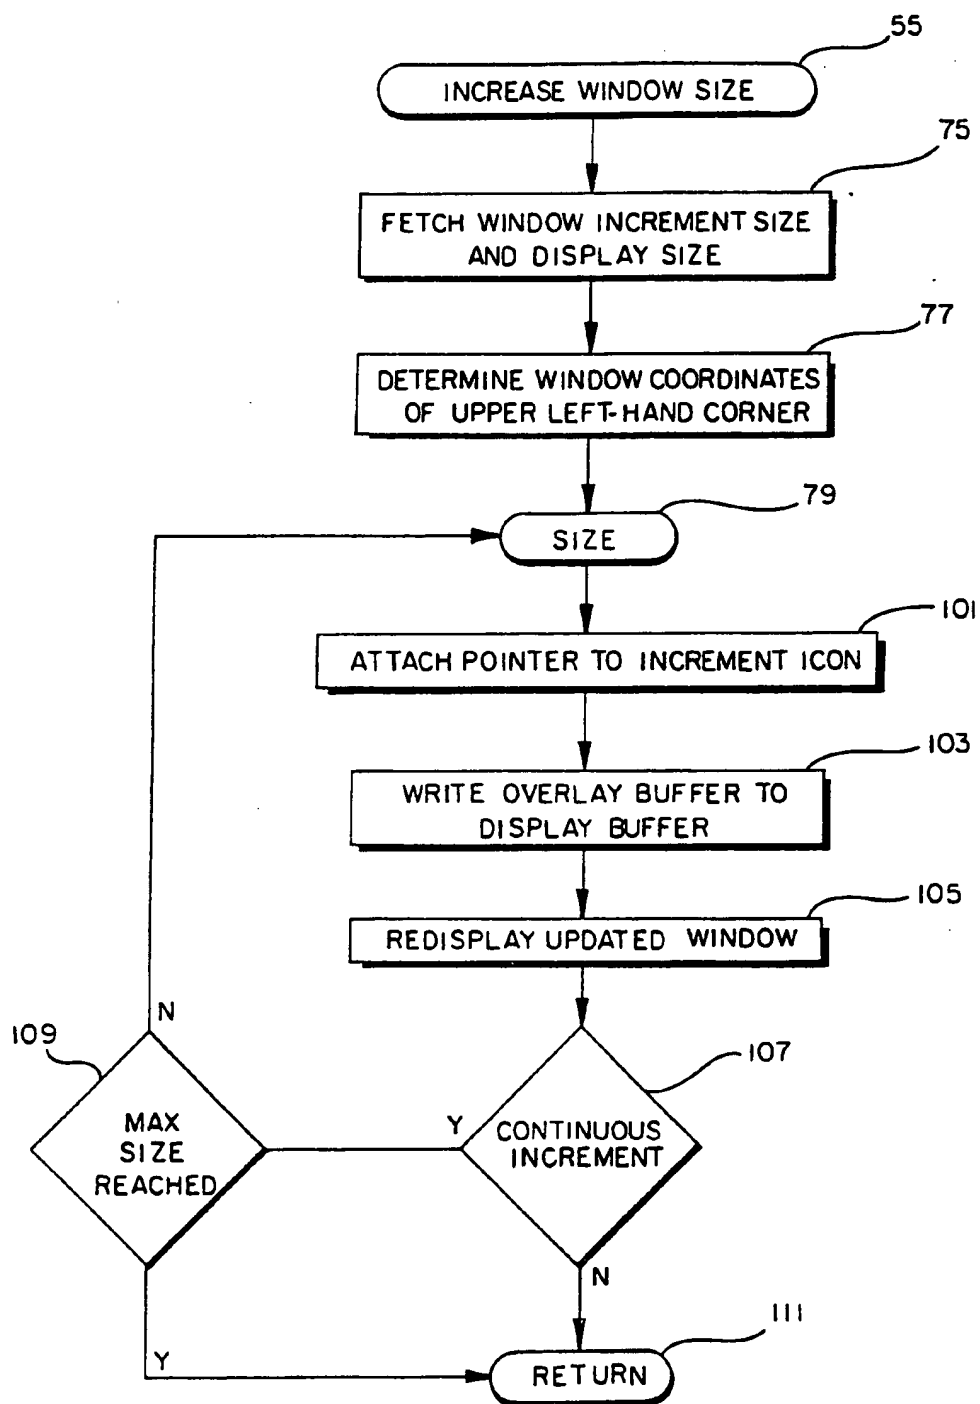 55
INCREASE WINDOW SIZE
75
FETCH WINDOW INCREMENT SIZE
AND DISPLAY SIZE
77
DETERMINE WINDOW COORDINATES
OF UPPER LEFT-HAND CORNER
79
SIZE
101
ATTACH POINTER TO INCREMENT ICON
103
WRITE OVERLAY BUFFER TO
DISPLAY BUFFER
105
REDISPLAY UPDATED WINDOW
N
109
107
MAX
SIZE
REACHED
Y
CONTINUOUS
INCREMENT
N
Y
111
RETURN